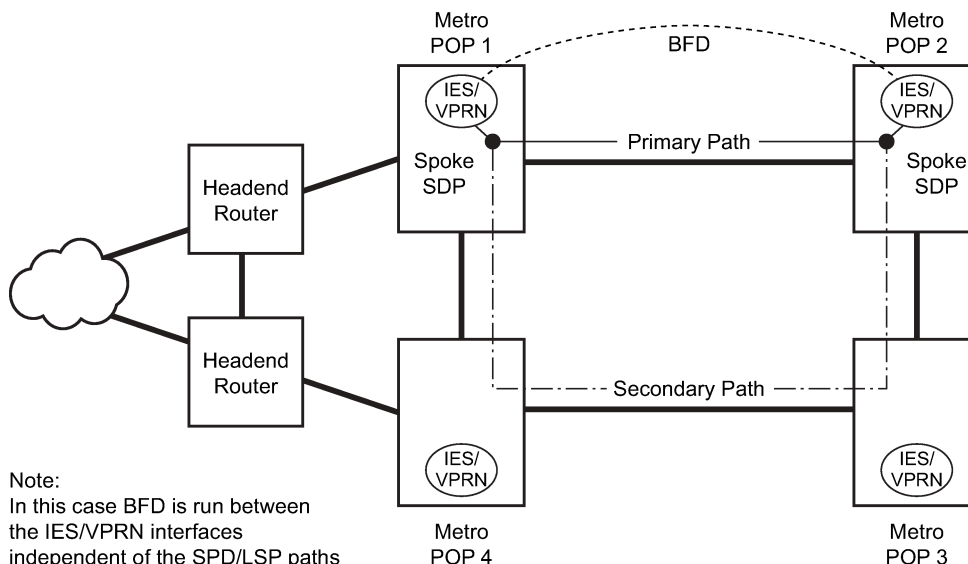 Metro
POP 1
Metro
POP 2
BFD
IES/
VPRN
IES/
VPRN
Primary Path
Spoke
SDP
Spoke
SDP
Headend
Router
Headend
Router
Secondary Path
IES/
VPRN
IES/
VPRN
Note:
In this case BFD is run between
the IES/VPRN interfaces
independent of the SPD/LSP paths
Metro
POP 4
Metro
POP 3